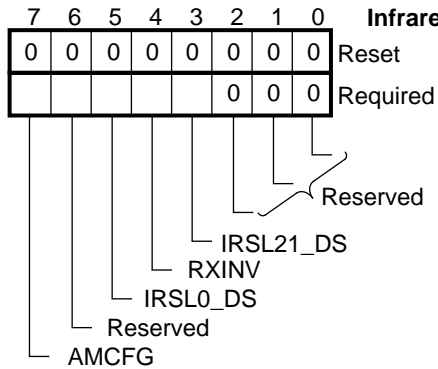 7 6 5 4 3 2 1 0 Infrare
0 0 0 0 0 0 0 0 Reset
0 0 0 Required
Reserved
IRSL21_DS
RXINV
IRSL0_DS
Reserved
AMCFG